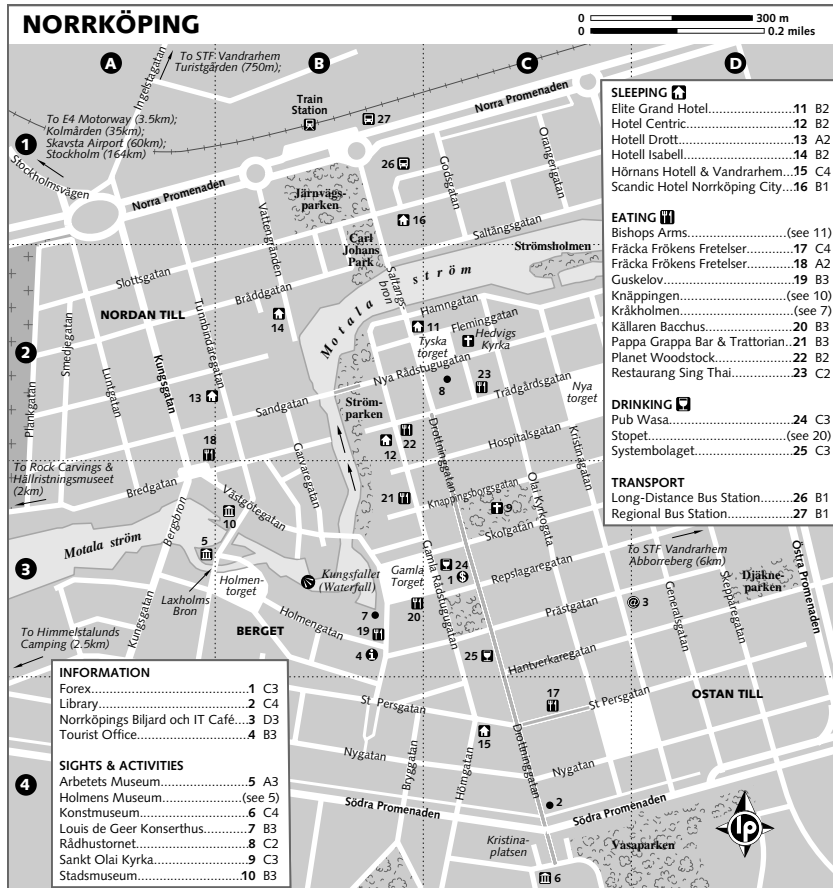 NORRKÖPING
0 300 m
0 0.2 miles
A
B
C
D
1
2
3
4
To STF Vandrarhem
Turistgården (750m);
Ingelstagatan
To E4 Motorway (3.5km);
Kolmården (35km);
Skavsta Airport (60km);
Stockholm (164km)
Stockholmsvägen
Train
Station
27
Norra Promenaden
26
Godsgatan
Orangerigatan
Norra Promenaden
Järnvägs-
parken
16
Vattengränden
Carl
Johans
Park
Saltängsgatan
Strömsholmen
Slottsgatan
Saltängs-
bron
Motala ström
Bråddgatan
NORDAN TILL
Tunnbindaregatan
14
Hamngatan
11
Fleminggatan
Tyska
torget
Hedvigs
Kyrka
Smedjegatan
Luntgatan
Kungsgatan
Plankgatan
Nya Rådstugugatan
23
8
Trädgårdsgatan
Nya
torget
13
Sandgatan
Ström-
parken
22
12
Drottninggatan
Hospitalsgatan
Kristinagatan
18
Garvaregatan
To Rock Carvings &
Hällristningsmuseet
(2km)
Bredgatan
Västgötegatan
21
Knäppingsborgsgatan
Olai Kyrkogata
9
Skolgatan
10
Bergsbron
Motala ström
5
Laxholms
Bron
Holmen-
torget
Kungsfallet
(Waterfall)
Gamla
Torget
24
1
Gamla Rådstugugatan
Repslagaregatan
To STF Vandrarhem
Abborreberg (6km)
Djäkne-
parken
Östra Promenaden
Skepparegatan
Generalsgatan
3
Prästgatan
20
7
19
Holmengatan
BERGET
4
Kungsgatan
To Himmelstalunds
Camping (2.5km)
25
Hantverkaregatan
17
St Persgatan
St Persgatan
OSTAN TILL
15
Nygatan
Nygatan
Bryggatan
Hörngatan
Drottninggatan
2
Södra Promenaden
Södra Promenaden
Kristina-
platsen
Vasaparken
6
lp
SLEEPING
Elite Grand Hotel 11 B2
Hotel Centric 12 B2
Hotell Drott 13 A2
Hotell Isabell 14 B2
Hörnans Hotell & Vandrarhem 15 C4
Scandic Hotel Norrköping City 16 B1
EATING
Bishops Arms (see 11)
Fräcka Frökens Fretelser 17 C4
Fräcka Frökens Fretelser 18 A2
Guskelov 19 B3
Knäppingen (see 10)
Kråkholmen (see 7)
Källaren Bacchus 20 B3
Pappa Grappa Bar & Trattorian 21 B3
Planet Woodstock 22 B2
Restaurang Sing Thai 23 C2
DRINKING
Pub Wasa 24 C3
Stopet (see 20)
Systembolaget 25 C3
TRANSPORT
Long-Distance Bus Station 26 B1
Regional Bus Station 27 B1
INFORMATION
Forex 1 C3
Library 2 C4
Norrköpings Biljard och IT Café 3 D3
Tourist Office 4 B3
SIGHTS & ACTIVITIES
Arbetets Museum 5 A3
Holmens Museum (see 5)
Konstmuseum 6 C4
Louis de Geer Konserthus 7 B3
Rådhustornet 8 C2
Sankt Olai Kyrka 9 C3
Stadsmuseum 10 B3